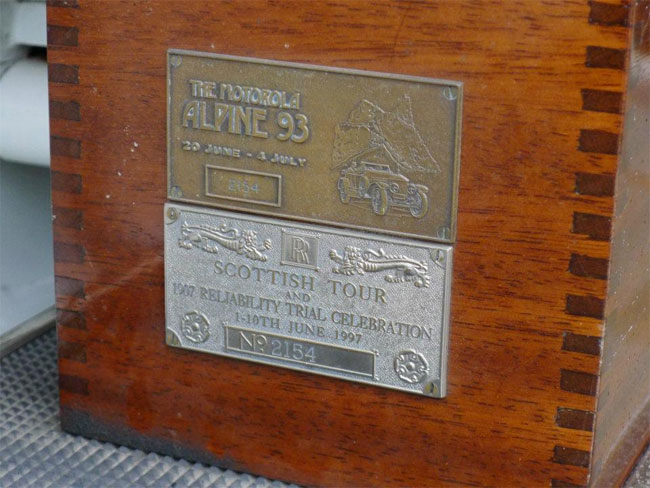 THE MOTOROLA
ALPINE 93
20 JUNE - 4 JULY
2154
RR
SCOTTISH TOUR
AND
1907 RELIABILITY TRIAL CELEBRATION
1-10TH JUNE 1997
No. 2154